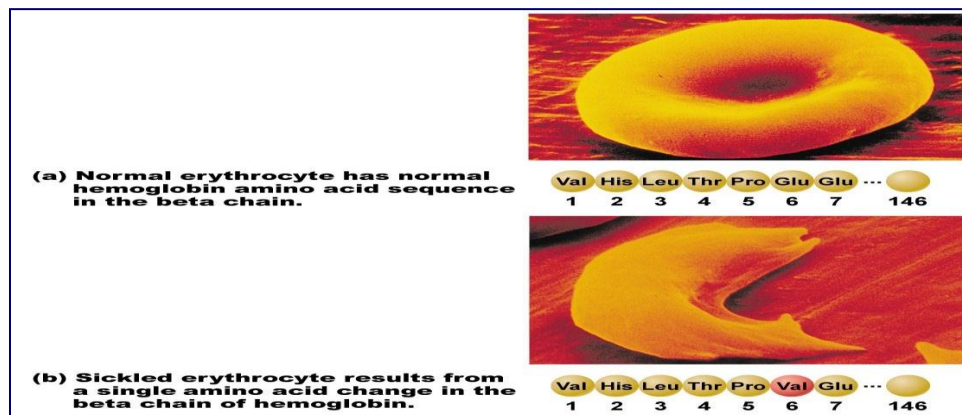 (a) Normal erythrocyte has normal
hemoglobin amino acid sequence
in the beta chain.
Val His Leu Thr Pro Glu Glu ... 
1 2 3 4 5 6 7 146
(b) Sickled erythrocyte results from
a single amino acid change in the
beta chain of hemoglobin.
Val His Leu Thr Pro Val Glu ...
1 2 3 4 5 6 7 146